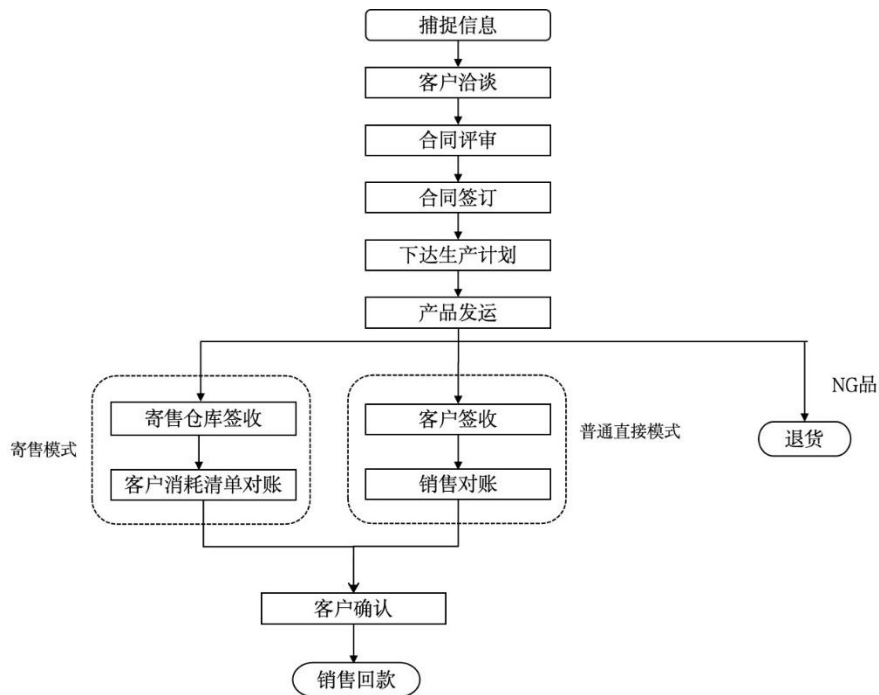 捕捉信息
客户洽谈
合同评审
合同签订
下达生产计划
产品发运
NG品
寄售仓库签收
客户签收
普通直接模式
退货
寄售模式
客户消耗清单对账
销售对账
客户确认
销售回款